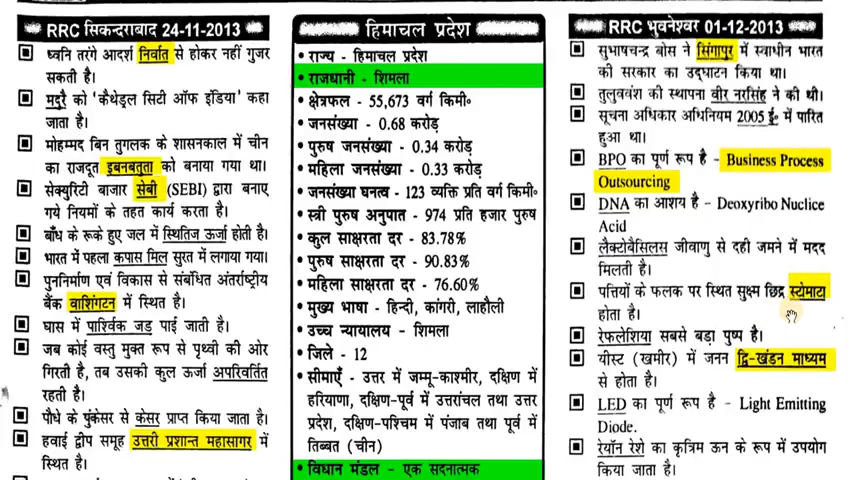 RRC सिकन्दराबाद 24-11-2013
ध्वनि तरंगे आदर्श निर्वात से होकर नहीं गुजर
सकती है।
मदुरै को 'कैथेड्रल सिटी ऑफ इंडिया' कहा
जाता है।
मोहम्मद बिन तुगलक के शासनकाल में चीन
का राजदूत इबनबतूता को बनाया गया था।
सेक्युरिटी बाजार सेबी (SEBI) द्वारा बनाए
गये नियमों के तहत कार्य करता है।
बाँध के रूके हुए जल में स्थितिज ऊर्जा होती है।
भारत में पहला कपास मिल सुरत में लगाया गया।
पुननिर्माण एवं विकास से संबंधित अंतर्राष्ट्रीय
बैंक वाशिंगटन में स्थित है।
घास में पार्श्विक जड़ पाई जाती है।
जब कोई वस्तु मुक्त रूप से पृथ्वी की ओर
गिरती है, तब उसकी कुल ऊर्जा अपरिवर्तित
रहती है।
पौधे के पुंकेसर से केसर प्राप्त किया जाता है।
हवाई द्वीप समूह उत्तरी प्रशान्त महासागर में
स्थित है।
हिमाचल प्रदेश
• राज्य - हिमाचल प्रदेश
• राजधानी - शिमला
• क्षेत्रफल - 55,673 वर्ग किमी॰
• जनसंख्या - 0.68 करोड़
• पुरुष जनसंख्या - 0.34 करोड़
• महिला जनसंख्या - 0.33 करोड़
• जनसंख्या घनत्व - 123 व्यक्ति प्रति वर्ग किमी॰
• स्त्री पुरुष अनुपात - 974 प्रति हजार पुरुष
• कुल साक्षरता दर - 83.78%
• पुरुष साक्षरता दर - 90.83%
• महिला साक्षरता दर - 76.60%
• मुख्य भाषा - हिन्दी, कांगरी, लाहौली
• उच्च न्यायालय - शिमला
• जिले - 12
• सीमाएँ - उत्तर में जम्मू-काश्मीर, दक्षिण में
हरियाणा, दक्षिण-पूर्व में उत्तरांचल तथा उत्तर
प्रदेश, दक्षिण-पश्चिम में पंजाब तथा पूर्व में
तिब्बत (चीन)
• विधान मंडल - एक सदनात्मक
RRC भुवनेश्वर 01-12-2013
सुभाषचन्द्र बोस ने सिंगापुर में स्वाधीन भारत
की सरकार का उद्घाटन किया था।
तुलुववंश की स्थापना वीर नरसिंह ने की थी।
सूचना अधिकार अधिनियम 2005 ई॰ में पारित
हुआ था।
BPO का पूर्ण रूप है - Business Process
Outsourcing
DNA का आशय है - Deoxyribo Nuclice
Acid
लैक्टोबैसिलस जीवाणु से दही जमने में मदद
मिलती है।
पत्तियों के फलक पर स्थित सुक्ष्म छिद्र स्टोमाटा
होता है।
रेफलेशिया सबसे बड़ा पुष्प है।
यीस्ट (खमीर) में जनन द्वि-खंडन माध्यम
से होता है।
LED का पूर्ण रूप है - Light Emitting
Diode.
रेयॉन रेशे का कृत्रिम ऊन के रूप में उपयोग
किया जाता है।